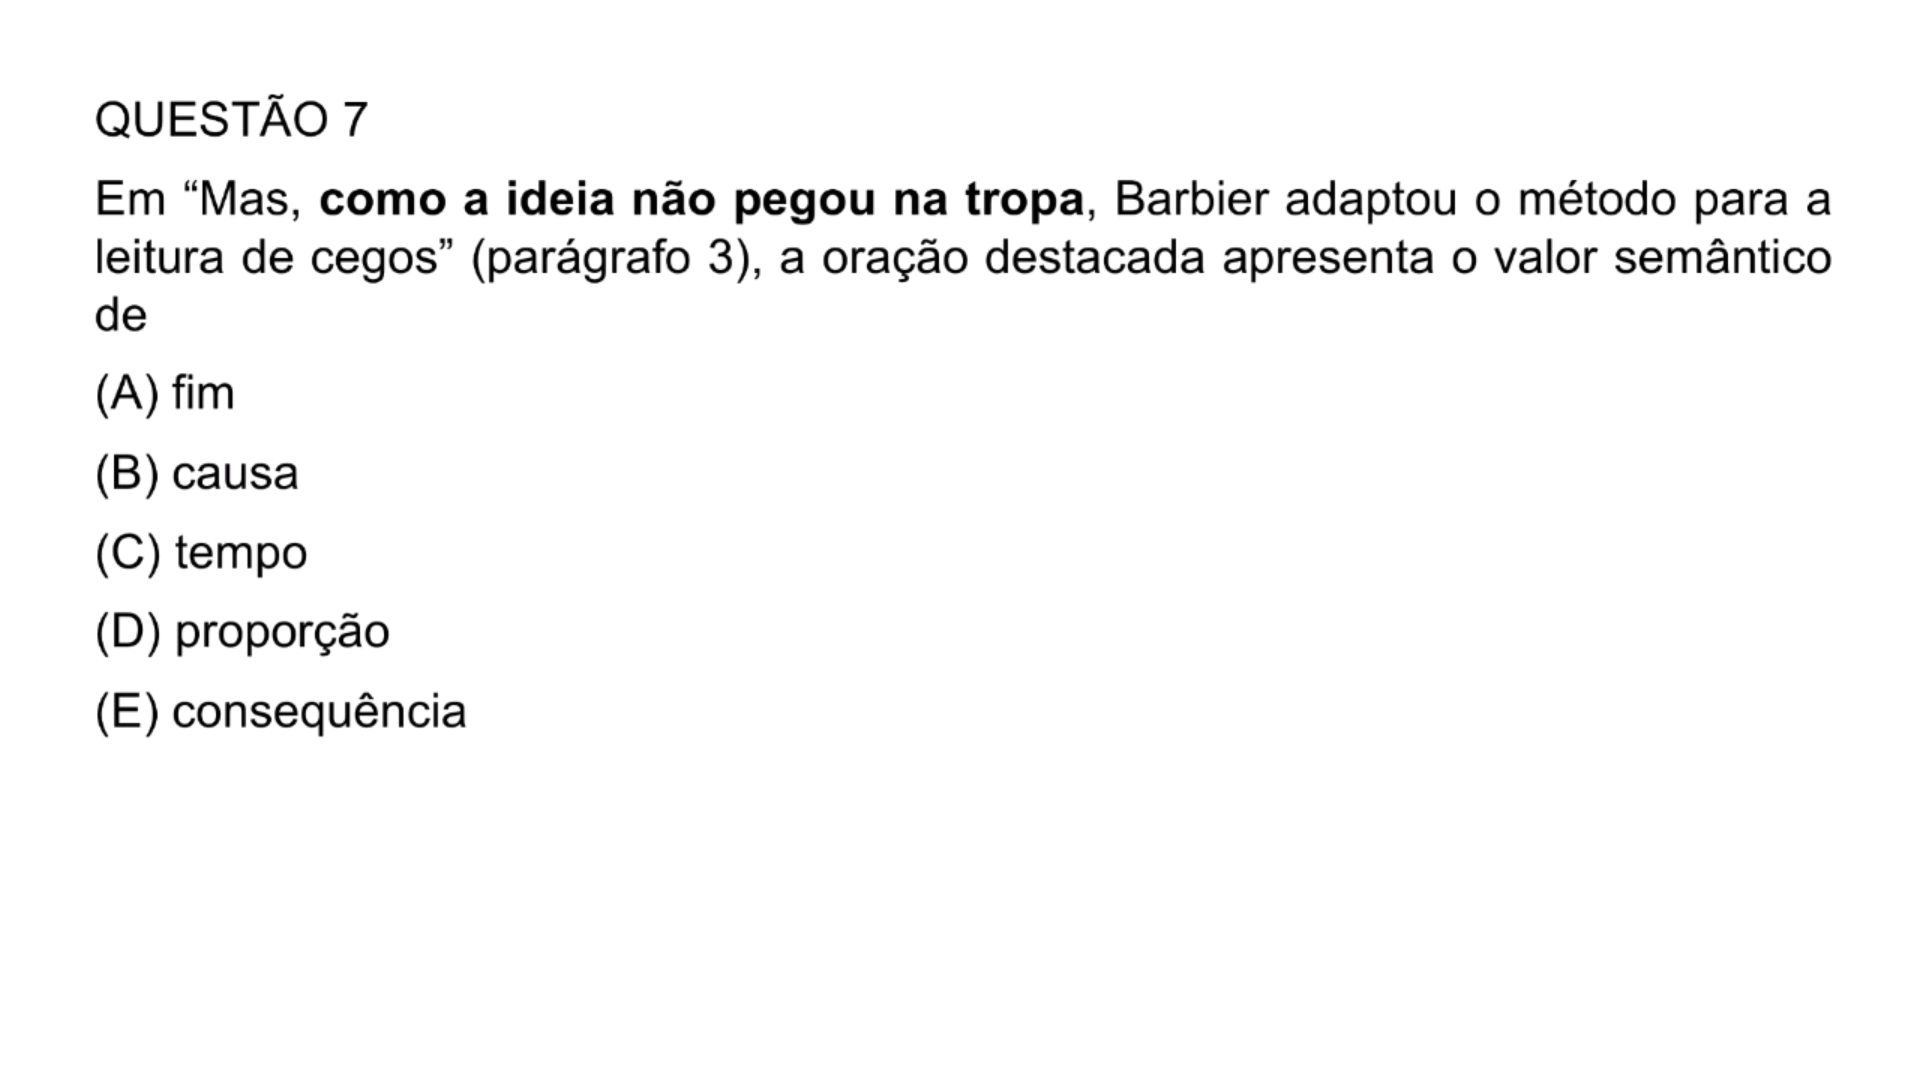 QUESTÃO 7
Em “Mas, como a ideia não pegou na tropa, Barbier adaptou o método para a
leitura de cegos” (parágrafo 3), a oração destacada apresenta o valor semântico
de
(A) fim
(B) causa
(C) tempo
(D) proporção
(E) consequência